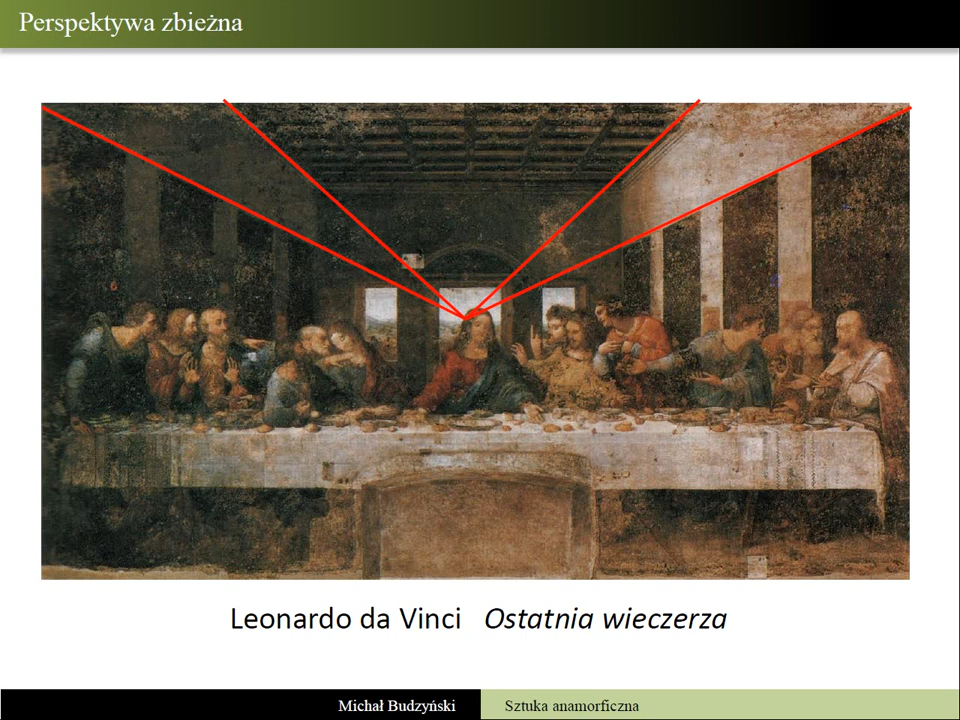 Perspektywa zbieżna
Leonardo da Vinci Ostatnia wieczerza
Michał Budzyński Sztuka anamorficzna